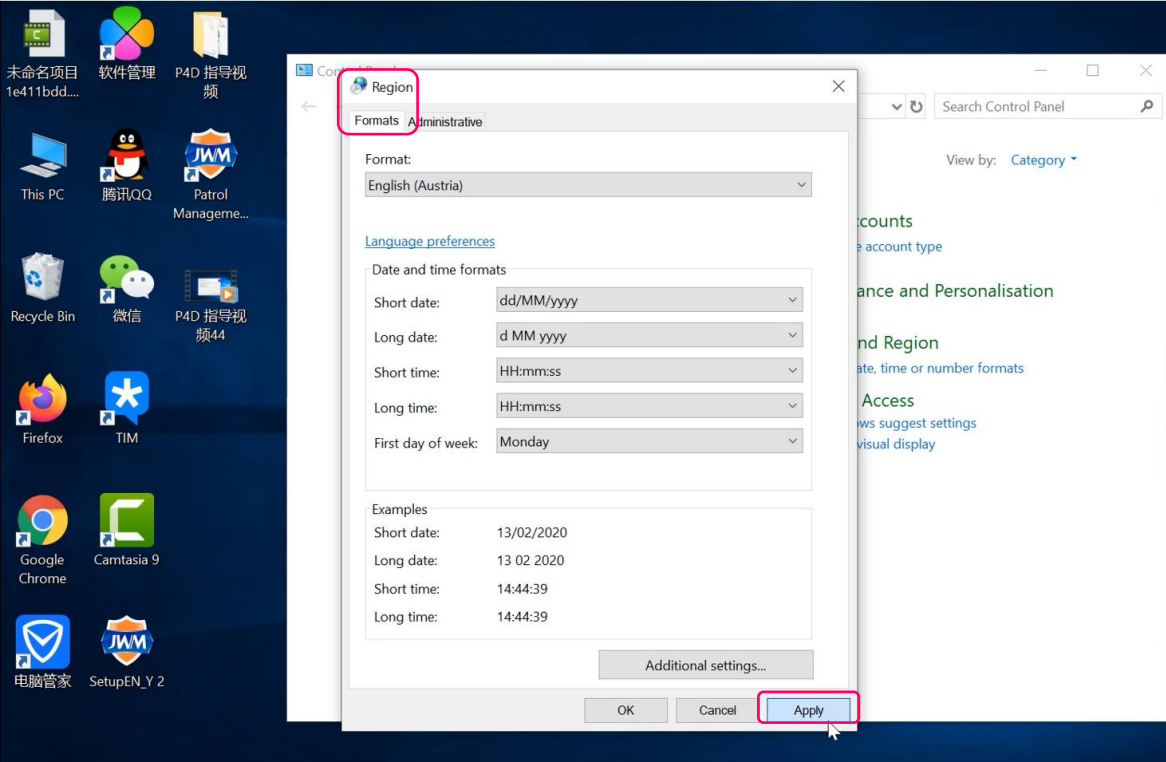 未命名项目
1e411bdd....
软件管理
P4D 指导视
频
This PC
腾讯QQ
JWM
Patrol
Manageme...
Recycle Bin
微信
P4D 指导视
频44
Firefox
TIM
Google
Chrome
Camtasia 9
电脑管家
JWM
SetupEN_Y 2
Region
Formats
Administrative
Format:
English (Austria)
Language preferences
Date and time formats
Short date:
dd/MM/yyyy
Long date:
d MM yyyy
Short time:
HH:mm:ss
Long time:
HH:mm:ss
First day of week:
Monday
Examples
Short date:
13/02/2020
Long date:
13 02 2020
Short time:
14:44:39
Long time:
14:44:39
Additional settings...
OK
Cancel
Apply
Search Control Panel
View by:
Category
counts
account type
ance and Personalisation
nd Region
ate, time or number formats
Access
ws suggest settings
visual display